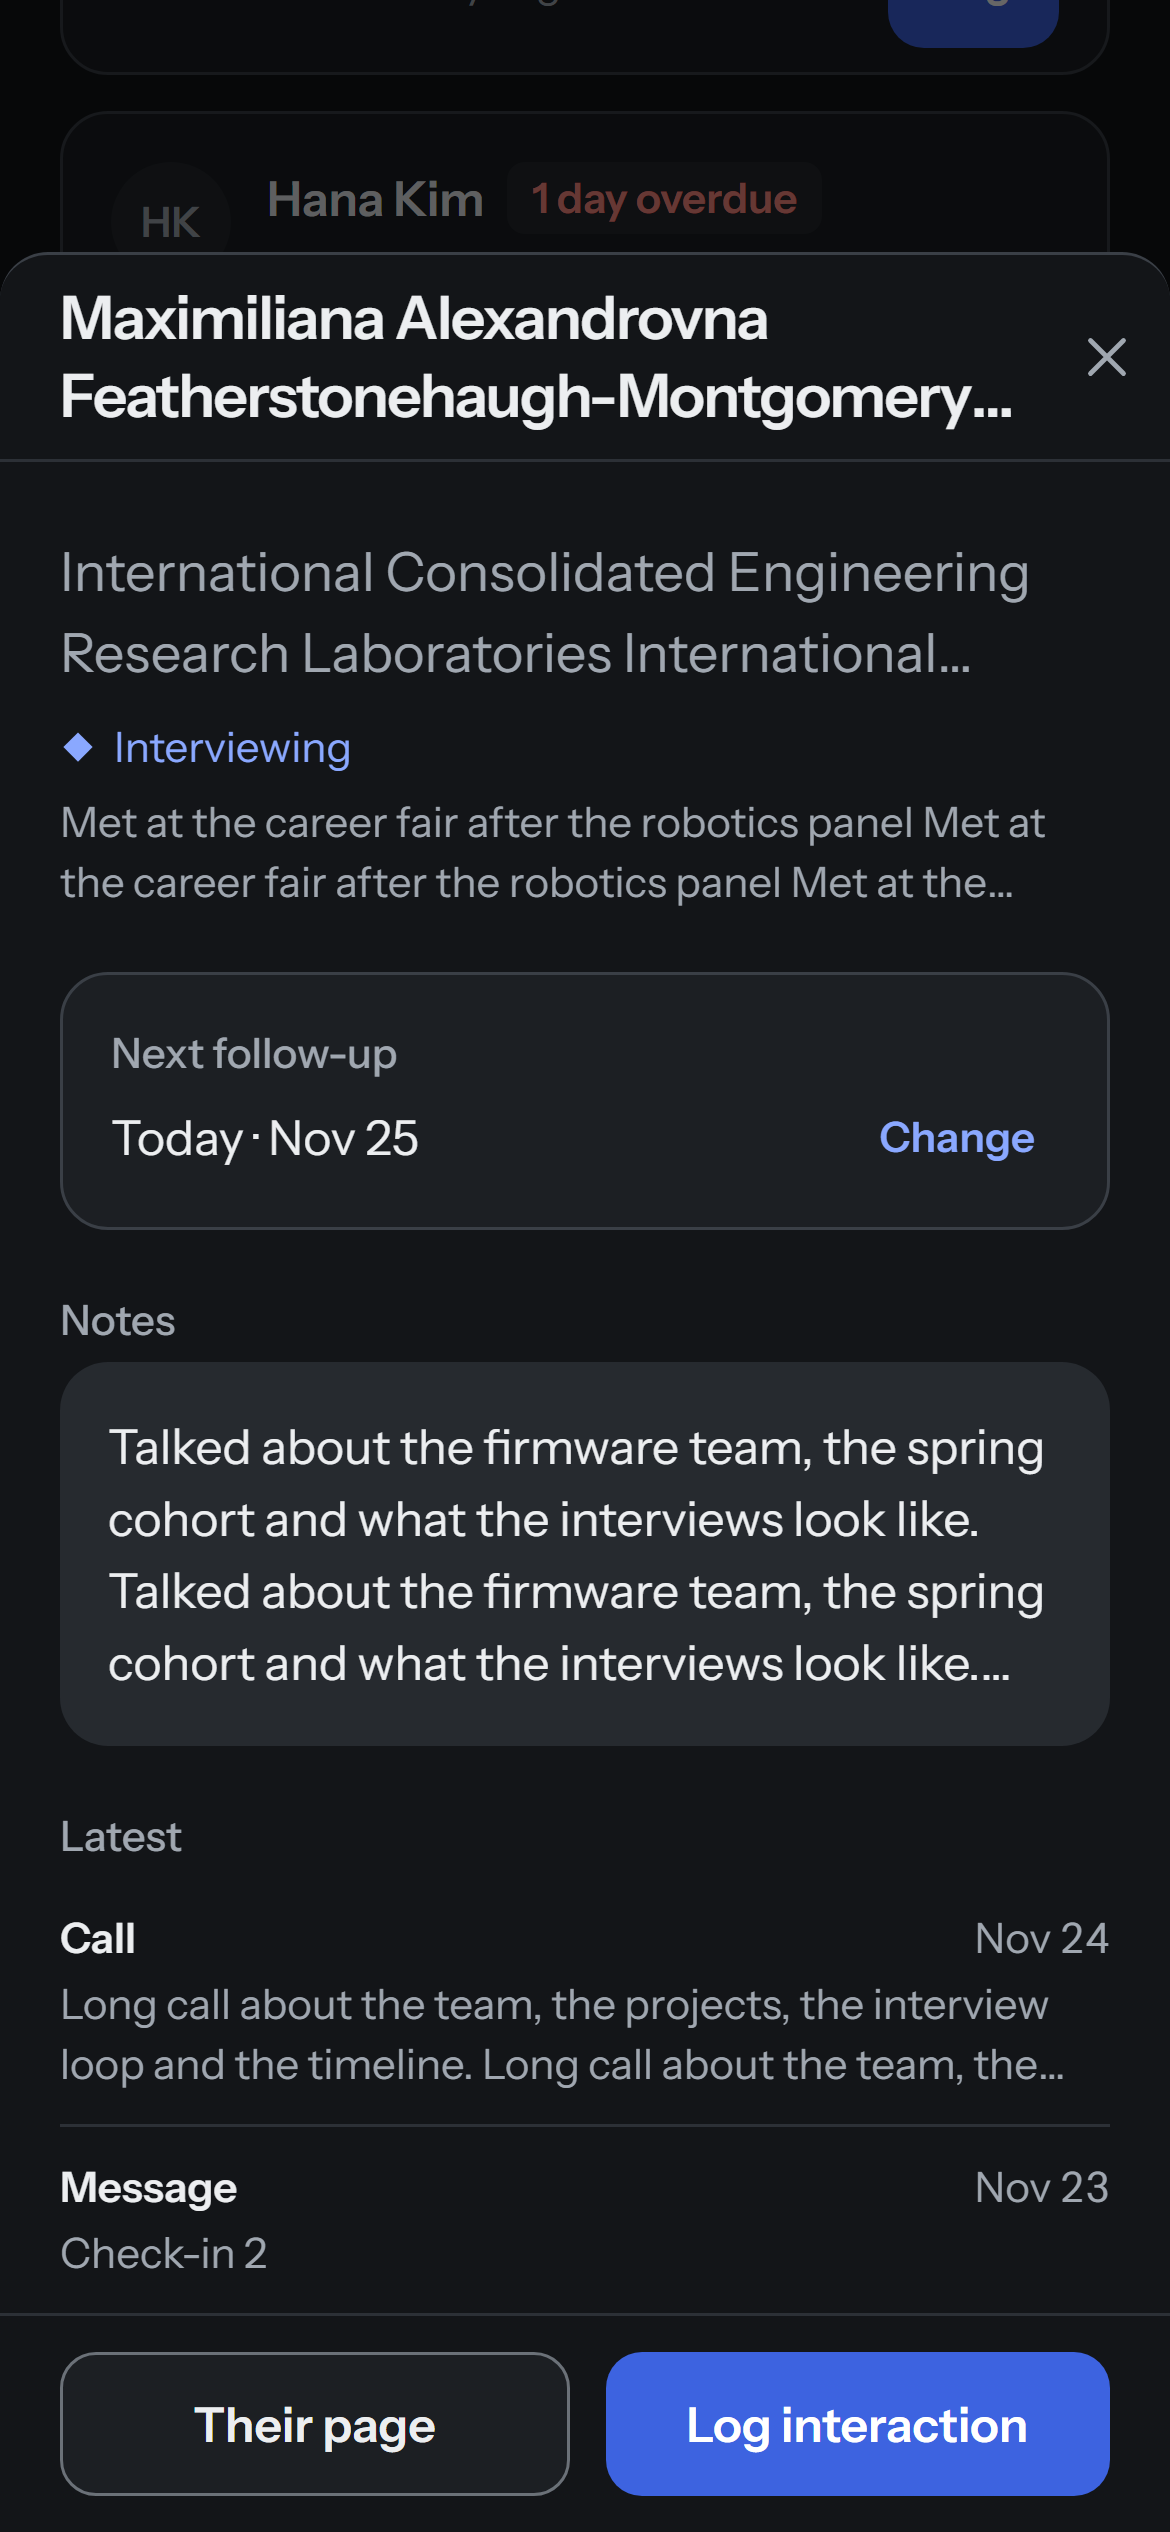 HK
Hana Kim
1 day overdue
Maximiliana Alexandrovna
Featherstonehaugh-Montgomery...
International Consolidated Engineering
Research Laboratories International...
Interviewing
Met at the career fair after the robotics panel Met at
the career fair after the robotics panel Met at the...
Next follow-up
Today · Nov 25
Change
Notes
Talked about the firmware team, the spring
cohort and what the interviews look like.
Talked about the firmware team, the spring
cohort and what the interviews look like....
Latest
Call
Nov 24
Long call about the team, the projects, the interview
loop and the timeline. Long call about the team, the...
Message
Nov 23
Check-in 2
Their page
Log interaction